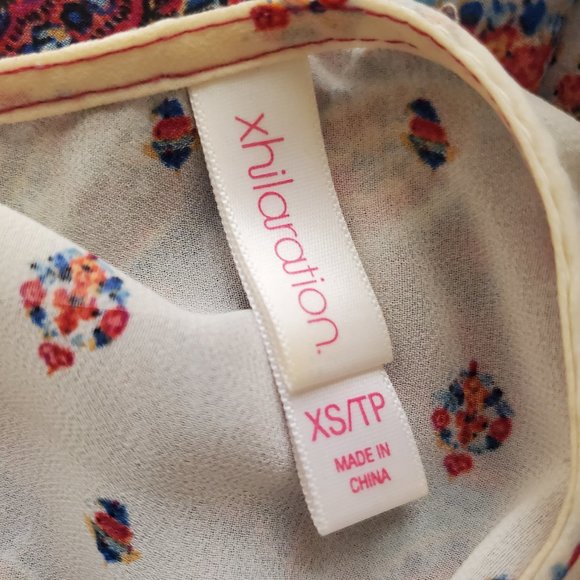 xhilaration.
XS/TP
MADE IN
CHINA